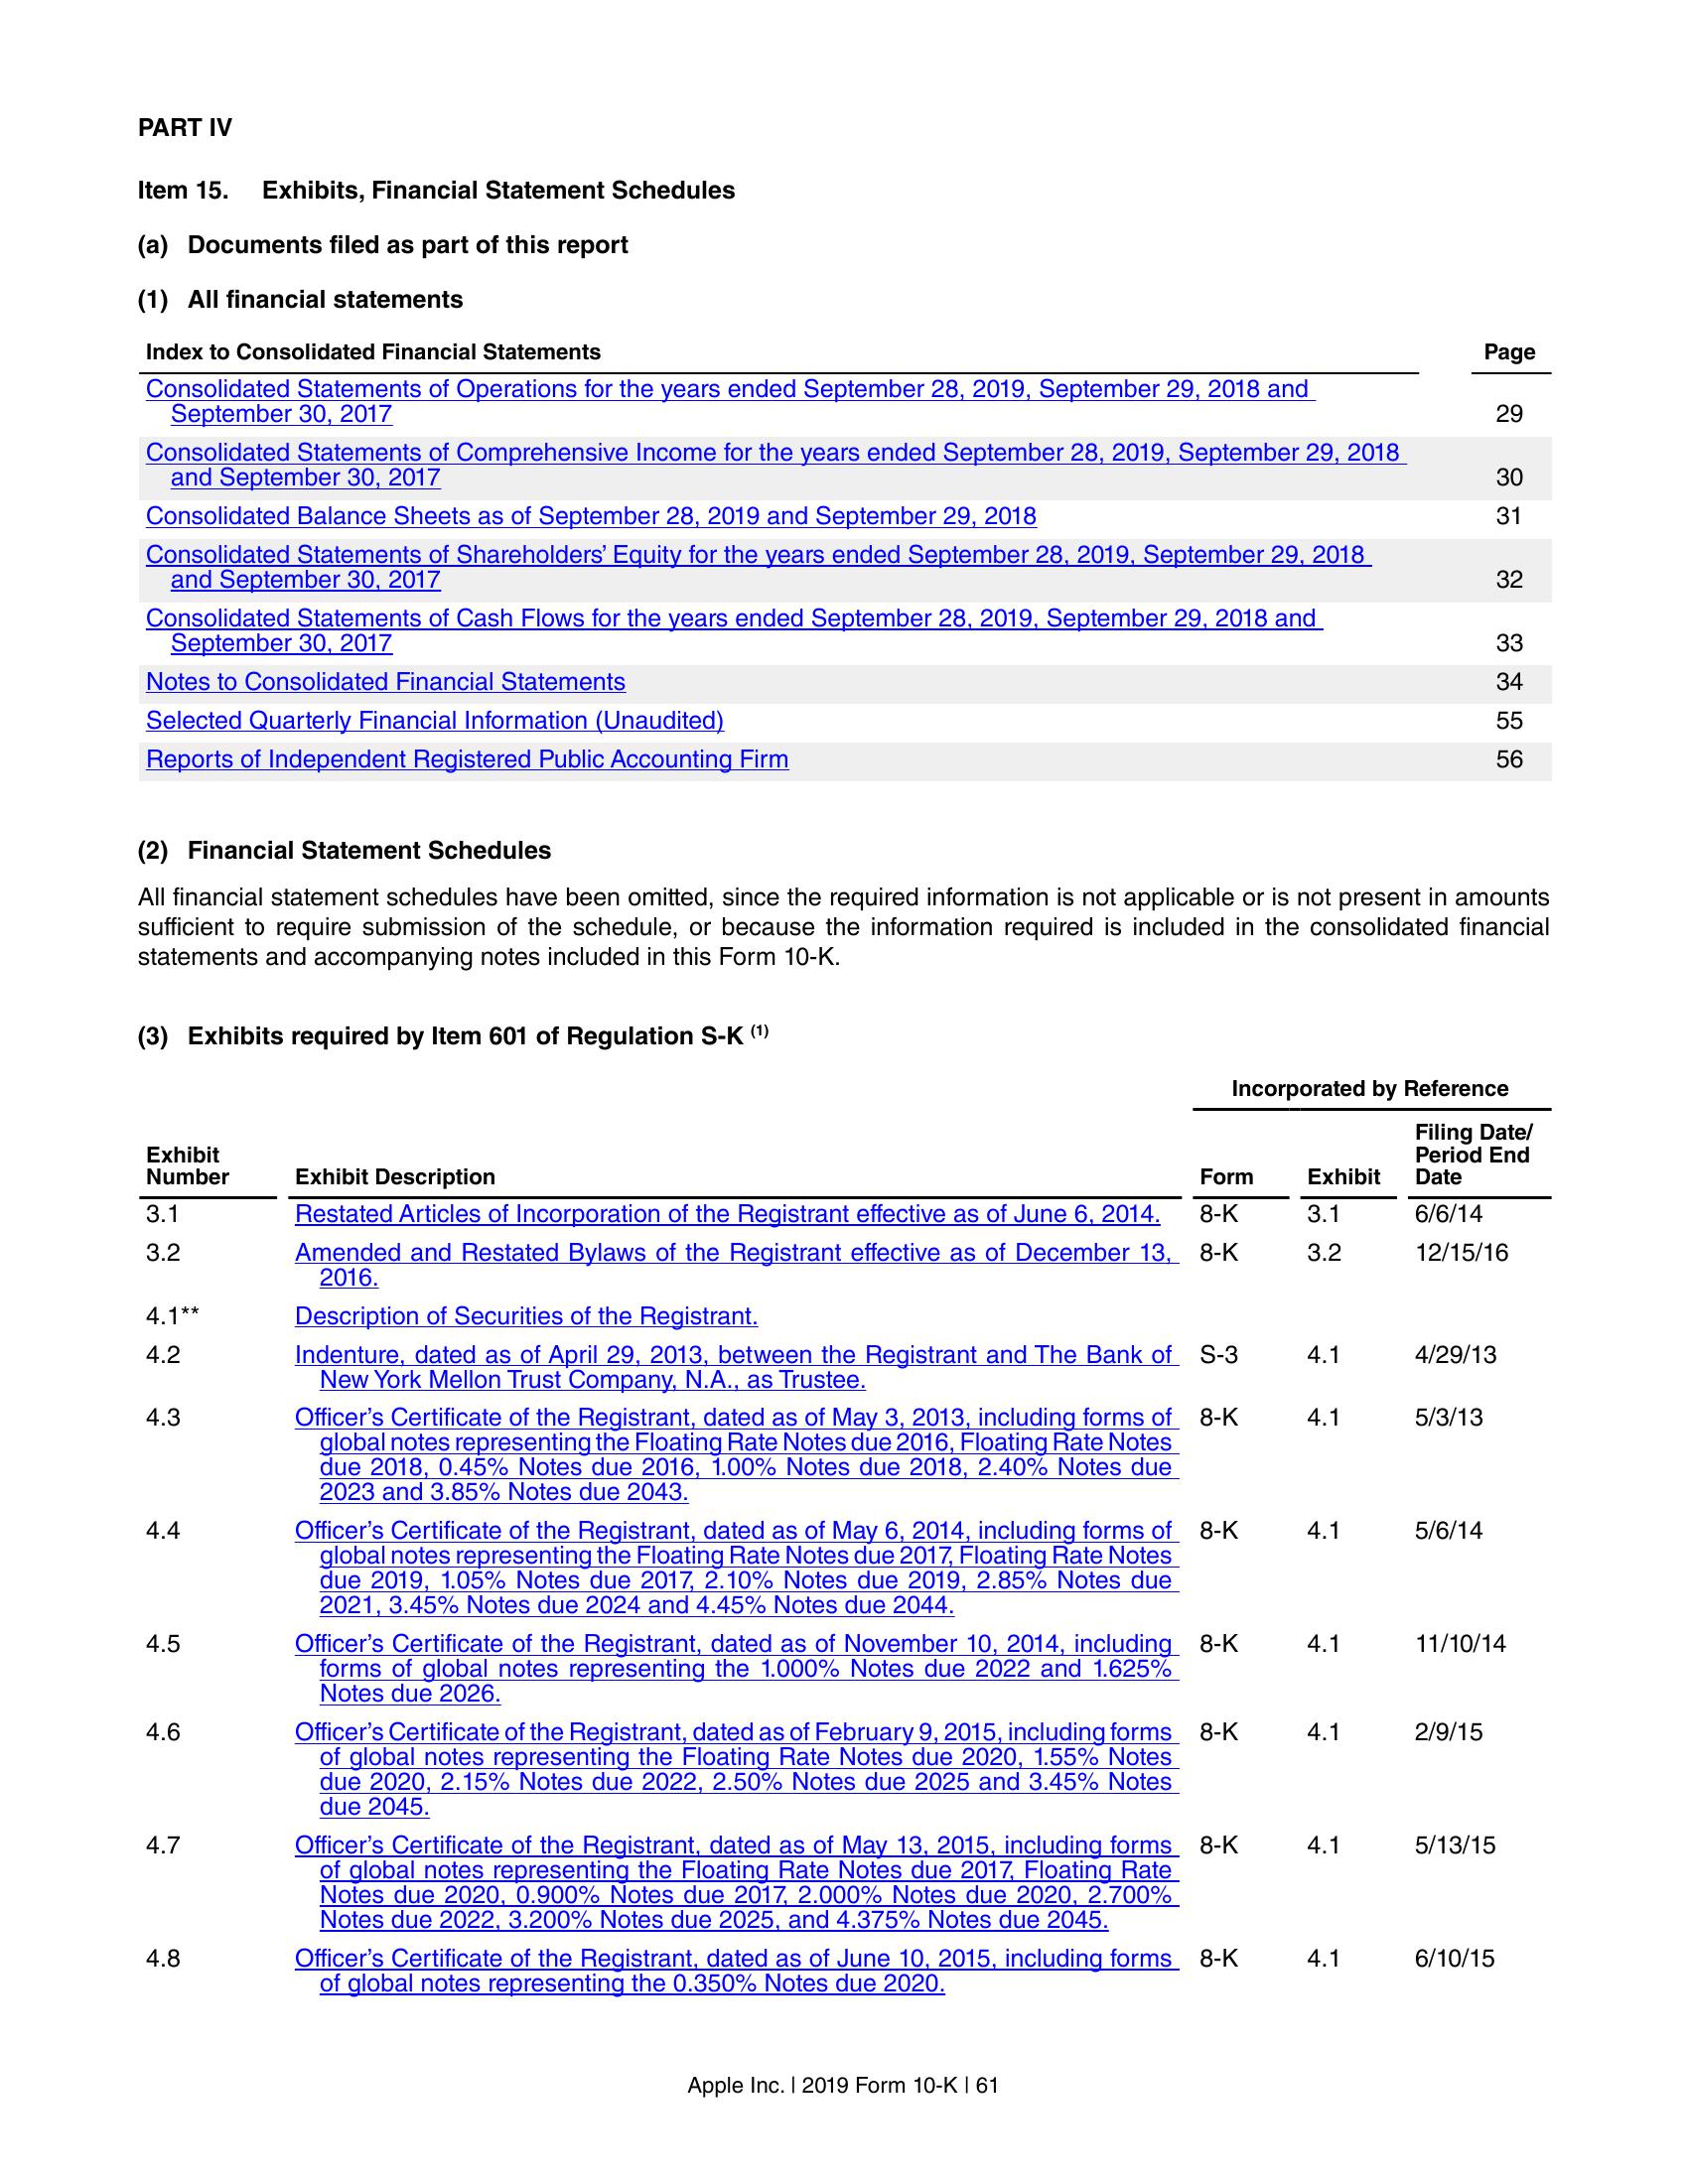 PART IV
Item 15. Exhibits, Financial Statement Schedules
(a) Documents filed as part of this report
(1) All financial statements
Index to Consolidated Financial Statements Page
Consolidated Statements of Operations for the years ended September 28, 2019, September 29, 2018 and
September 30, 2017 29
Consolidated Statements of Comprehensive Income for the years ended September 28, 2019, September 29, 2018
and September 30, 2017 30
Consolidated Balance Sheets as of September 28, 2019 and September 29, 2018 31
Consolidated Statements of Shareholders’ Equity for the years ended September 28, 2019, September 29, 2018
and September 30, 2017 32
Consolidated Statements of Cash Flows for the years ended September 28, 2019, September 29, 2018 and
September 30, 2017 33
Notes to Consolidated Financial Statements 34
Selected Quarterly Financial Information (Unaudited) 55
Reports of Independent Registered Public Accounting Firm 56
(2) Financial Statement Schedules
All financial statement schedules have been omitted, since the required information is not applicable or is not present in amounts
sufficient to require submission of the schedule, or because the information required is included in the consolidated financial
statements and accompanying notes included in this Form 10-K.
(3) Exhibits required by Item 601 of Regulation S-K (1)
Incorporated by Reference
Exhibit
Number Exhibit Description Form Exhibit Filing Date/
Period End
Date
3.1 Restated Articles of Incorporation of the Registrant effective as of June 6, 2014. 8-K 3.1 6/6/14
3.2 Amended and Restated Bylaws of the Registrant effective as of December 13, 8-K 3.2 12/15/16
2016.
4.1** Description of Securities of the Registrant.
4.2 Indenture, dated as of April 29, 2013, between the Registrant and The Bank of S-3 4.1 4/29/13
New York Mellon Trust Company, N.A., as Trustee.
4.3 Officer’s Certificate of the Registrant, dated as of May 3, 2013, including forms of 8-K 4.1 5/3/13
global notes representing the Floating Rate Notes due 2016, Floating Rate Notes
due 2018, 0.45% Notes due 2016, 1.00% Notes due 2018, 2.40% Notes due
2023 and 3.85% Notes due 2043.
4.4 Officer’s Certificate of the Registrant, dated as of May 6, 2014, including forms of 8-K 4.1 5/6/14
global notes representing the Floating Rate Notes due 2017, Floating Rate Notes
due 2019, 1.05% Notes due 2017, 2.10% Notes due 2019, 2.85% Notes due
2021, 3.45% Notes due 2024 and 4.45% Notes due 2044.
4.5 Officer’s Certificate of the Registrant, dated as of November 10, 2014, including 8-K 4.1 11/10/14
forms of global notes representing the 1.000% Notes due 2022 and 1.625%
Notes due 2026.
4.6 Officer’s Certificate of the Registrant, dated as of February 9, 2015, including forms 8-K 4.1 2/9/15
of global notes representing the Floating Rate Notes due 2020, 1.55% Notes
due 2020, 2.15% Notes due 2022, 2.50% Notes due 2025 and 3.45% Notes
due 2045.
4.7 Officer’s Certificate of the Registrant, dated as of May 13, 2015, including forms 8-K 4.1 5/13/15
of global notes representing the Floating Rate Notes due 2017, Floating Rate
Notes due 2020, 0.900% Notes due 2017, 2.000% Notes due 2020, 2.700%
Notes due 2022, 3.200% Notes due 2025, and 4.375% Notes due 2045.
4.8 Officer’s Certificate of the Registrant, dated as of June 10, 2015, including forms 8-K 4.1 6/10/15
of global notes representing the 0.350% Notes due 2020.
Apple Inc. | 2019 Form 10-K | 61